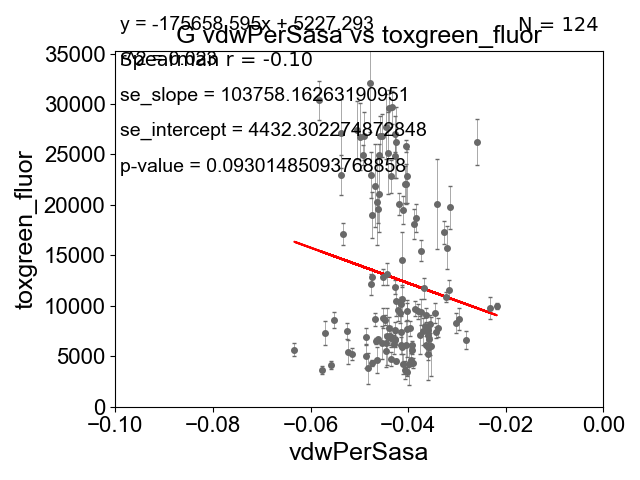 y = -175658.595x + 5227.293
N = 124
G vdwPerSasa vs toxgreen_fluor
r^2 = 0.023
Spearman r = -0.10
se_slope = 103758.16263190951
se_intercept = 4432.302274872848
p-value = 0.09301485093768858
toxgreen_fluor
35000
30000
25000
20000
15000
10000
5000
0
−0.10
−0.08
−0.06
−0.04
−0.02
0.00
vdwPerSasa